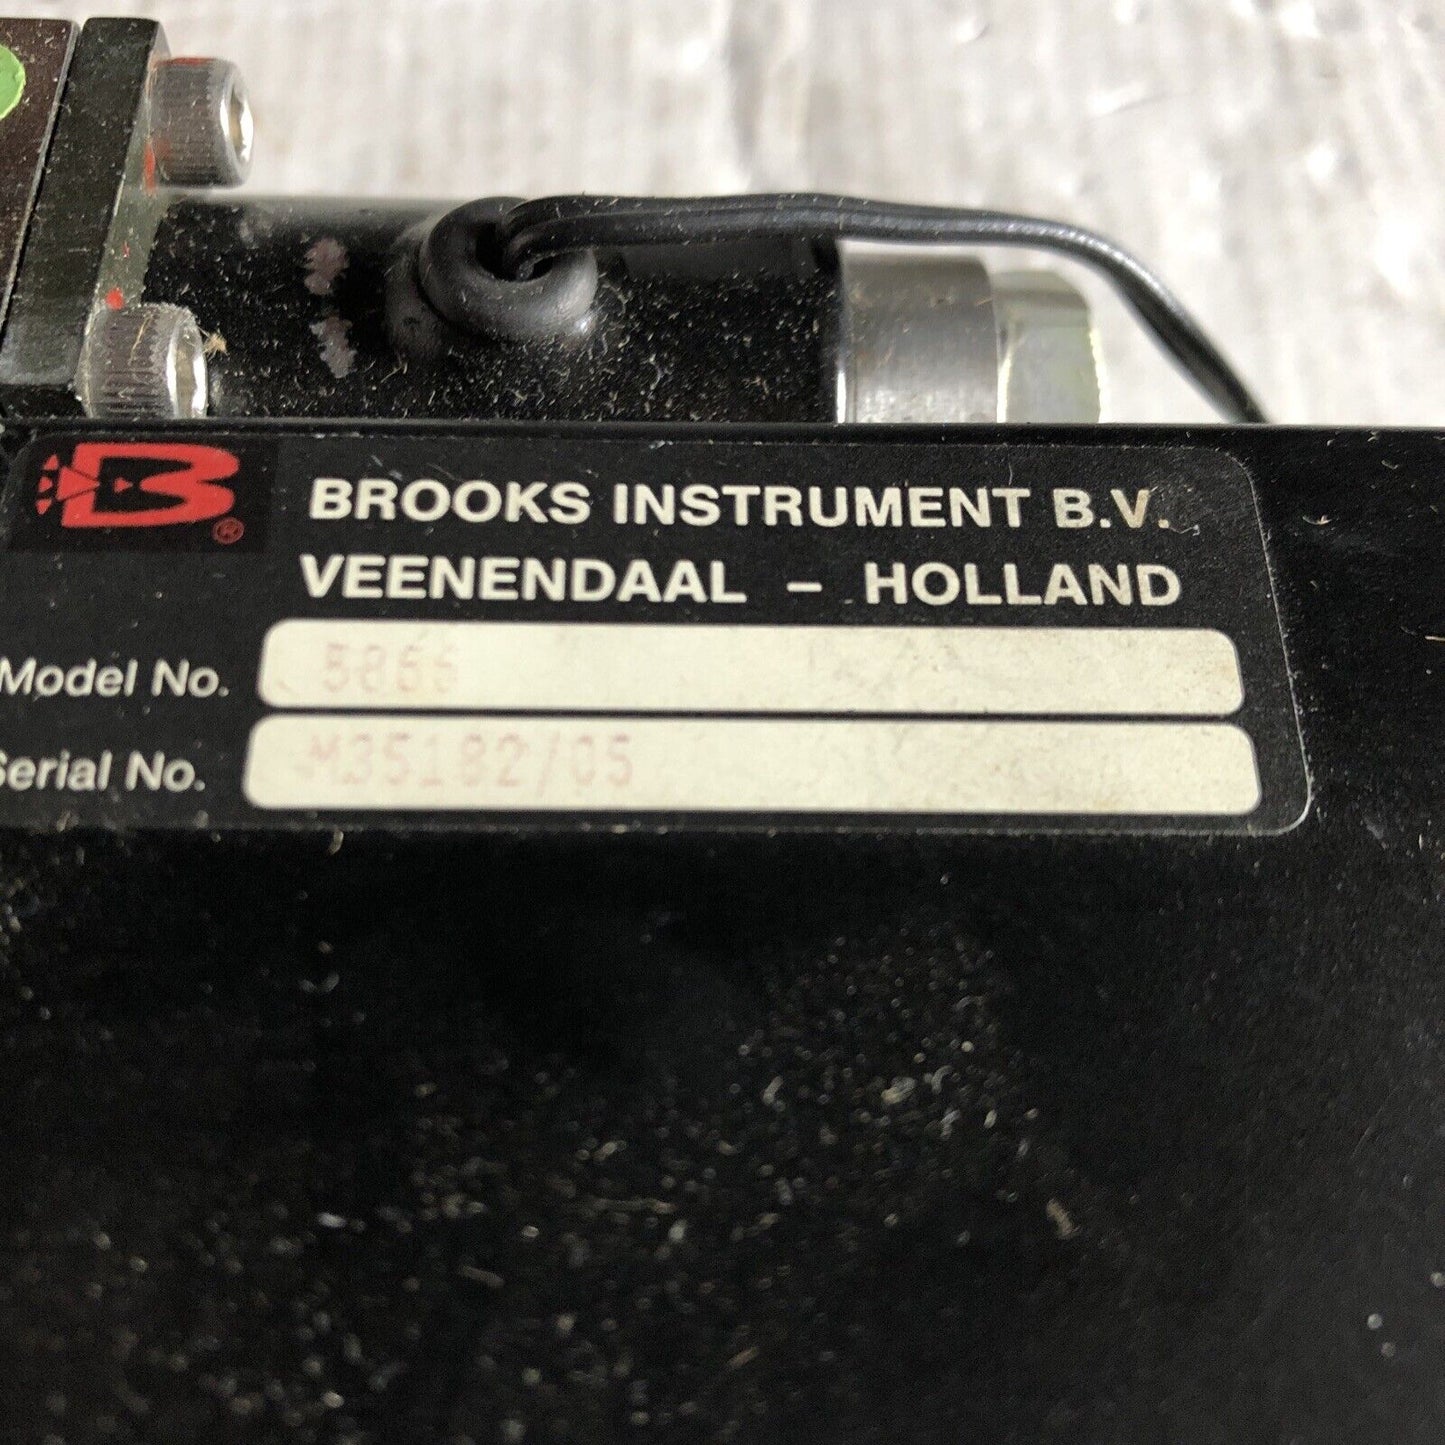 B®
BROOKS INSTRUMENT B.V.
VEENENDAAL – HOLLAND
Model No. 5866
Serial No. M35182/05